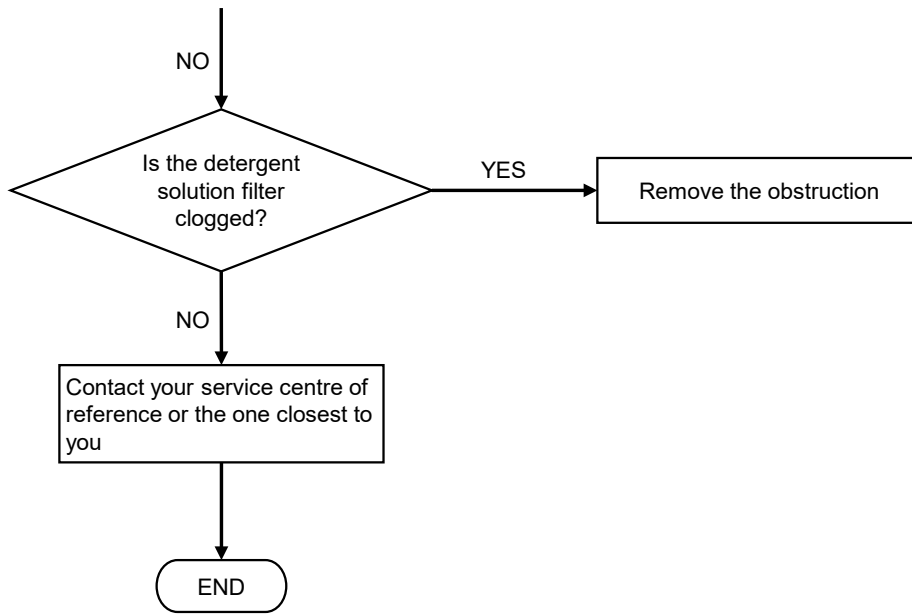 NO
Is the detergent
solution filter
clogged?
YES
Remove the obstruction
NO
Contact your service centre of
reference or the one closest to
you
END